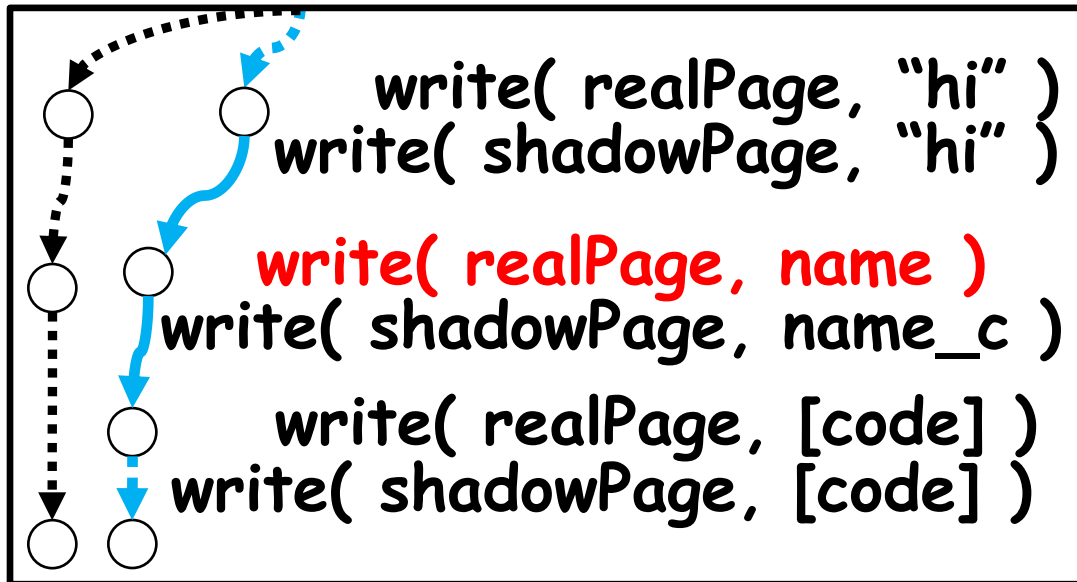 write( realPage, “hi” )
write( shadowPage, “hi” )
write( realPage, name )
write( shadowPage, name_c )
write( realPage, [code] )
write( shadowPage, [code] )